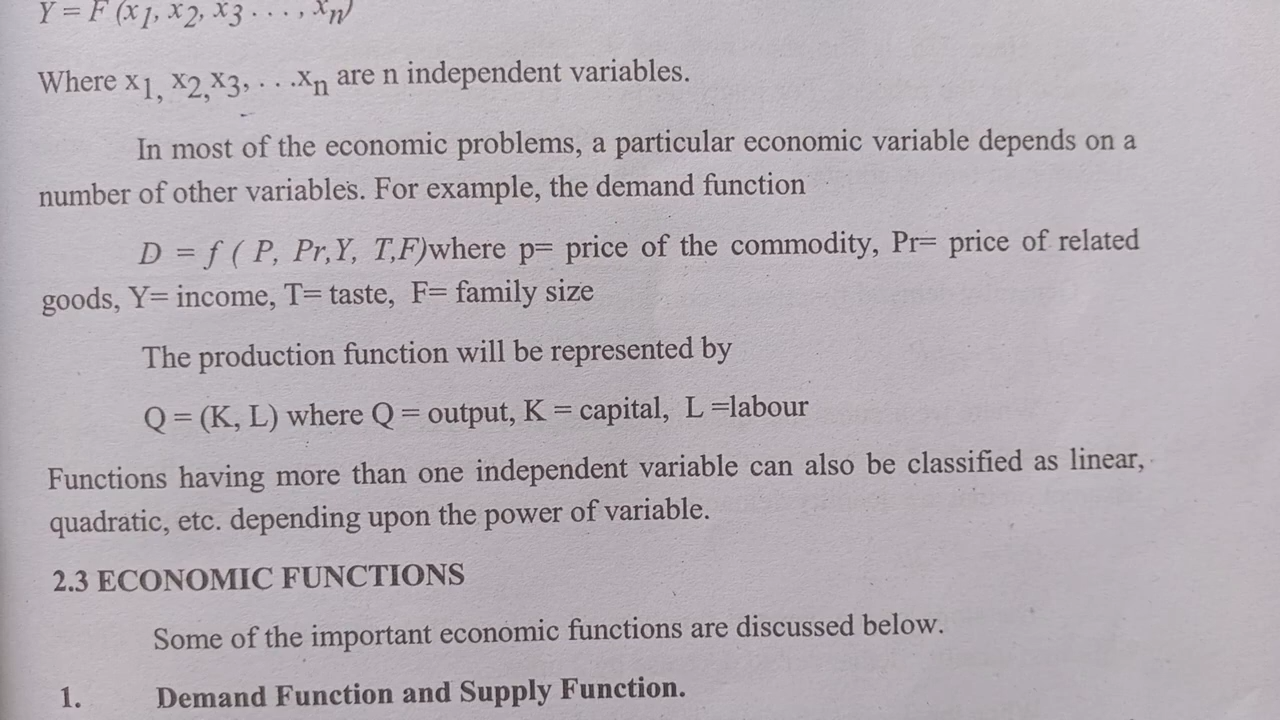 Y = F (x1, x2, x3 . . . . , xn)
Where x1, x2,x3, . . .xn are n independent variables.
In most of the economic problems, a particular economic variable depends on a
number of other variables. For example, the demand function
D = f ( P, Pr,Y, T,F)where p= price of the commodity, Pr= price of related
goods, Y= income, T= taste, F= family size
The production function will be represented by
Q = (K, L) where Q = output, K = capital, L =labour
Functions having more than one independent variable can also be classified as linear,
quadratic, etc. depending upon the power of variable.
2.3 ECONOMIC FUNCTIONS
Some of the important economic functions are discussed below.
1. Demand Function and Supply Function.